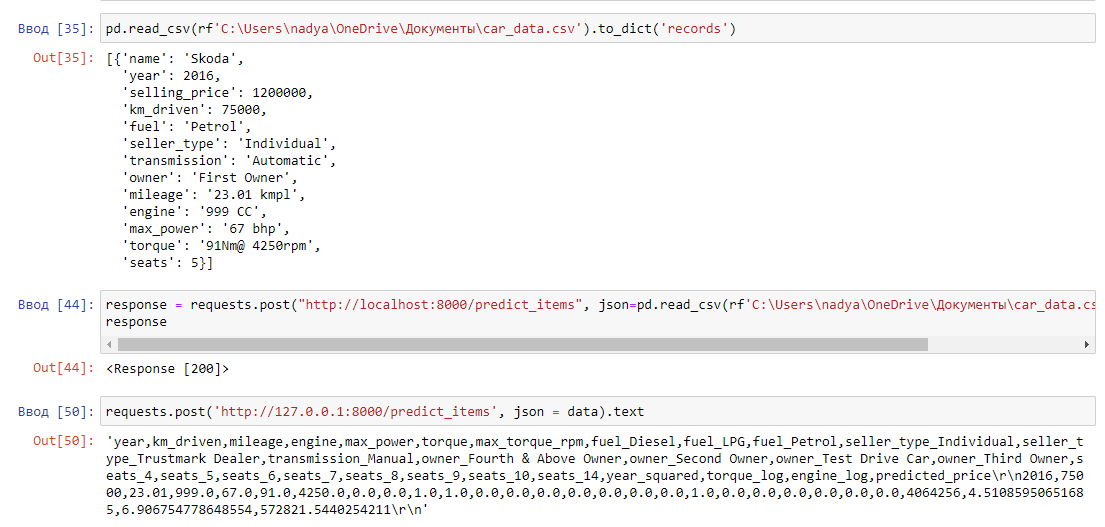 Ввод [35]: pd.read_csv(rf'C:\Users\nadya\OneDrive\Документы\car_data.csv').to_dict('records')
Out[35]: [{'name': 'Skoda',
'year': 2016,
'selling_price': 1200000,
'km_driven': 75000,
'fuel': 'Petrol',
'seller_type': 'Individual',
'transmission': 'Automatic',
'owner': 'First Owner',
'mileage': '23.01 kmpl',
'engine': '999 CC',
'max_power': '67 bhp',
'torque': '91Nm@ 4250rpm',
'seats': 5}]
Ввод [44]: response = requests.post("http://localhost:8000/predict_items", json=pd.read_csv(rf'C:\Users\nadya\OneDrive\Документы\car_data.cs
response
Out[44]: <Response [200]>
Ввод [50]: requests.post('http://127.0.0.1:8000/predict_items', json = data).text
Out[50]: 'year,km_driven,mileage,engine,max_power,torque,max_torque_rpm,fuel_Diesel,fuel_LPG,fuel_Petrol,seller_type_Individual,seller_t
ype_Trustmark Dealer,transmission_Manual,owner_Fourth & Above Owner,owner_Second Owner,owner_Test Drive Car,owner_Third Owner,s
eats_4,seats_5,seats_6,seats_7,seats_8,seats_9,seats_10,seats_14,year_squared,torque_log,engine_log,predicted_price\r\n2016,750
00,23.01,999.0,67.0,91.0,4250.0,0.0,0.0,1.0,1.0,0.0,0.0,0.0,0.0,0.0,0.0,0.0,1.0,0.0,0.0,0.0,0.0,0.0,0.0,4064256,4.5108595065168
5,6.906754778648554,572821.5440254211\r\n'